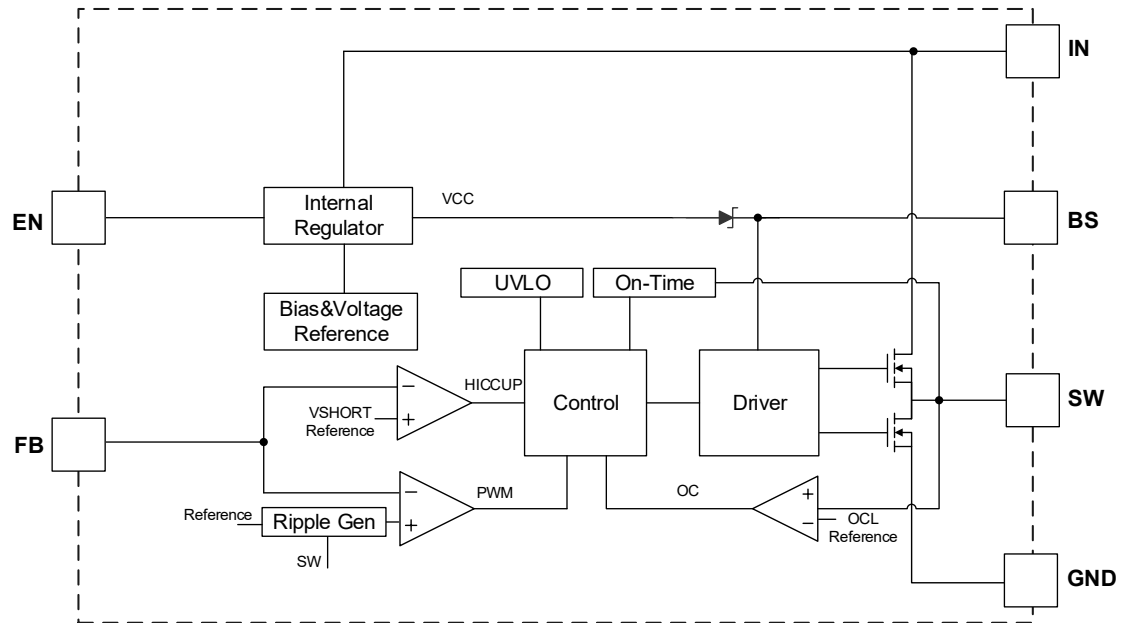 IN
EN
Internal
Regulator
VCC
BS
UVLO
On-Time
Bias&Voltage
Reference
HICCUP
−
VSHORT
Reference
+
Control
Driver
SW
FB
−
PWM
OC
+
Reference
Ripple Gen
+
−
OCL
Reference
SW
GND